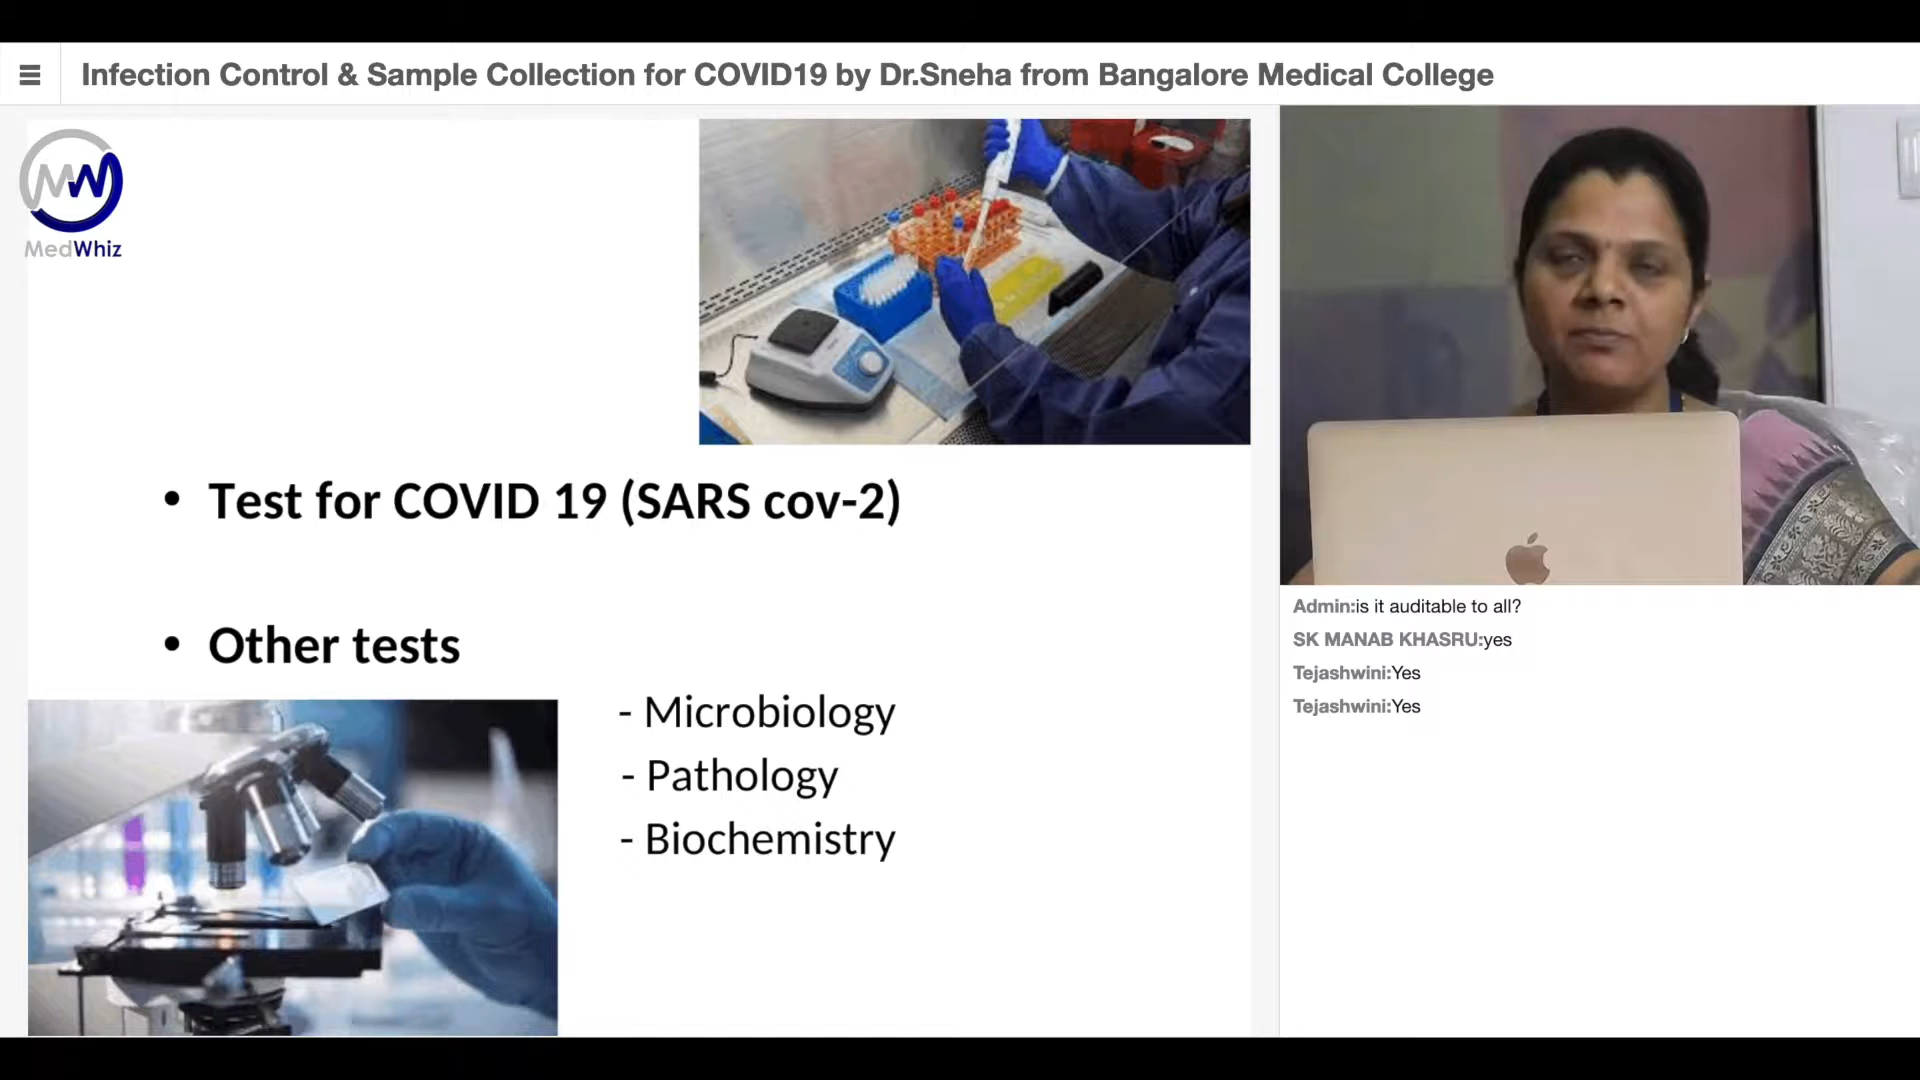 Infection Control & Sample Collection for COVID19 by Dr.Sneha from Bangalore Medical College
MW
MedWhiz
• Test for COVID 19 (SARS cov-2)
• Other tests
- Microbiology
- Pathology
- Biochemistry
Admin:is it auditable to all?
SK MANAB KHASRU:yes
Tejashwini:Yes
Tejashwini:Yes